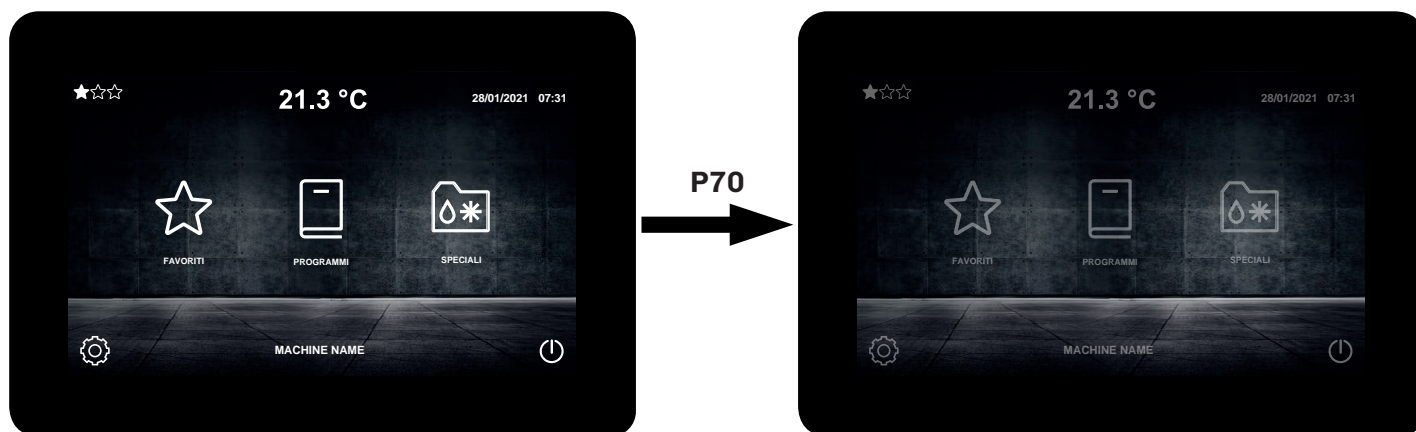 21.3 °C
28/01/2021 07:31
FAVORITI
PROGRAMMI
SPECIALI
MACHINE NAME
P70
21.3 °C
28/01/2021 07:31
FAVORITI
PROGRAMMI
SPECIALI
MACHINE NAME